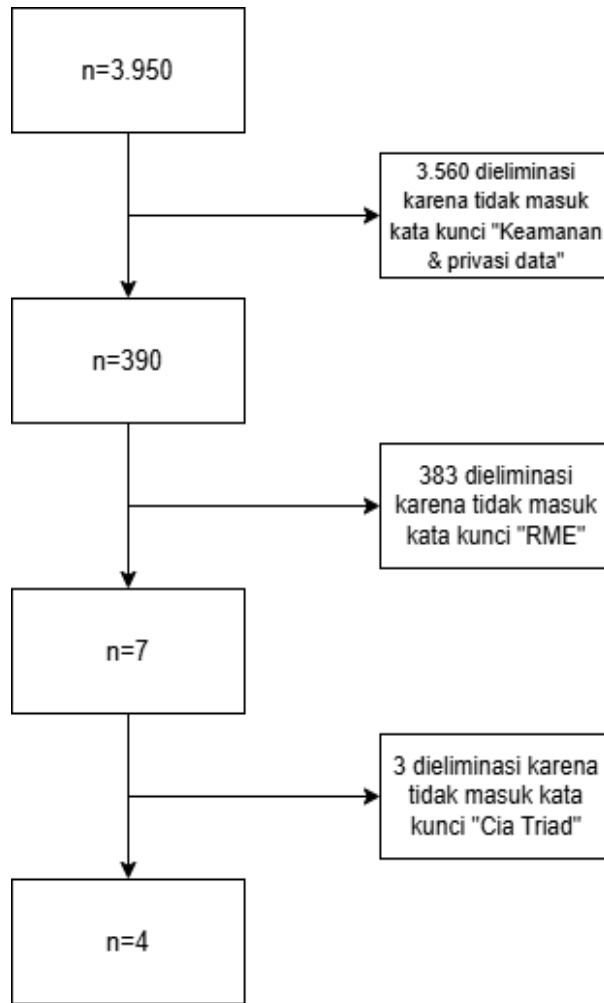 n=3.950
3.560 dieliminasi
karena tidak masuk
kata kunci "Keamanan
& privasi data"
n=390
383 dieliminasi
karena tidak masuk
kata kunci "RME"
n=7
3 dieliminasi karena
tidak masuk kata
kunci "Cia Triad"
n=4